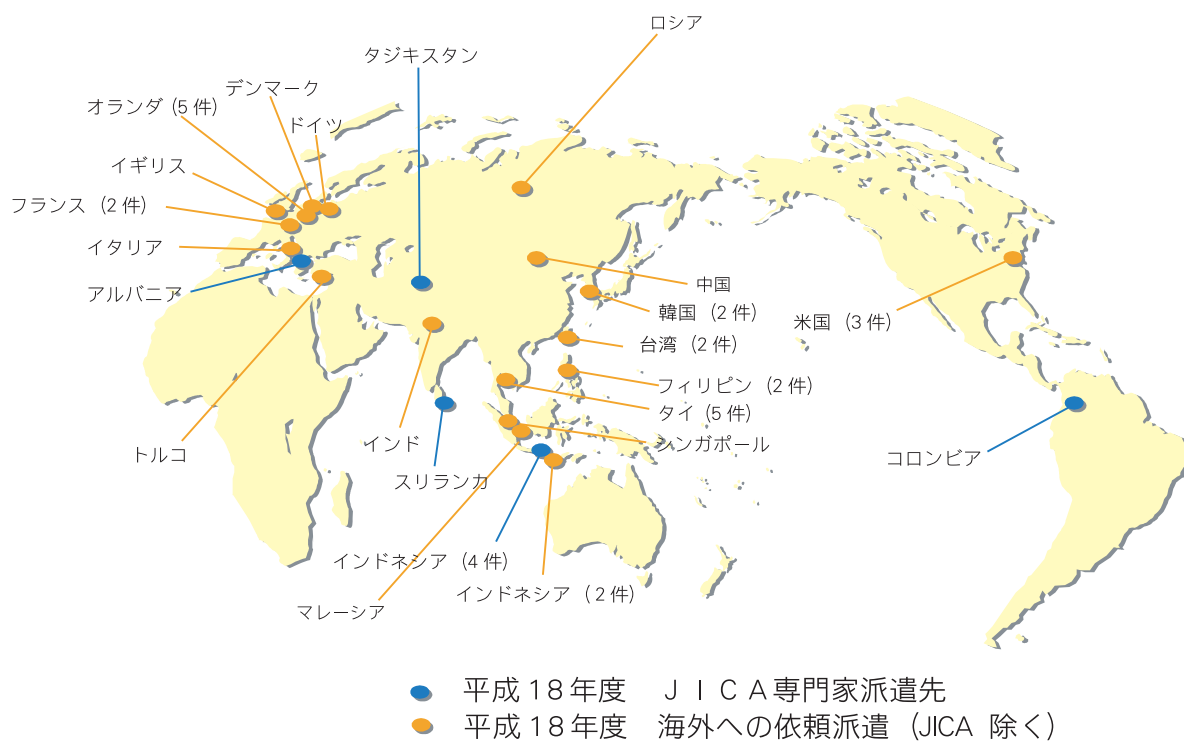 ロシア
タジキスタン
デンマーク
オランダ (5 件)
ドイツ
イギリス
フランス (2 件)
イタリア
アルバニア
中国
韓国 (2 件)
米国 (3 件)
台湾 (2 件)
フィリピン (2 件)
タイ (5 件)
シンガポール
インド
トルコ
コロンビア
スリランカ
インドネシア (4 件)
インドネシア ( 2 件)
マレーシア
平成 18 年度 ＪＩＣＡ専門家派遣先
平成 18 年度 海外への依頼派遣 (JICA 除く)